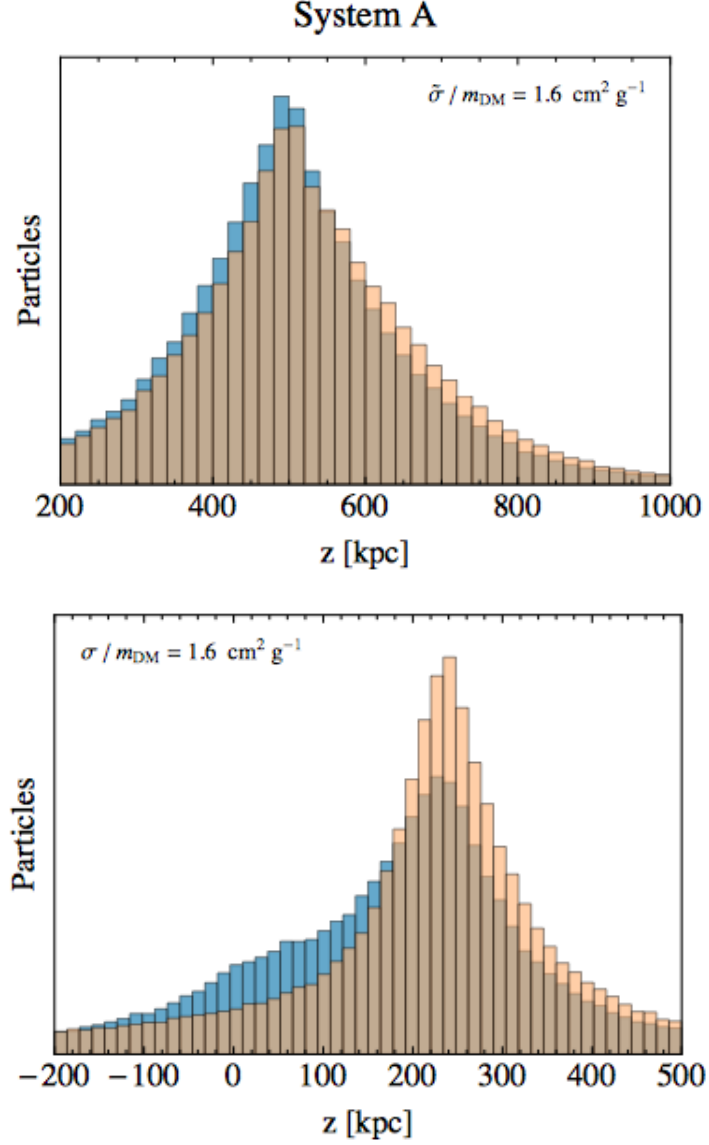 System A
σ̃ / m_DM = 1.6 cm² g⁻¹
Particles
200 400 600 800 1000
z [kpc]
σ / m_DM = 1.6 cm² g⁻¹
Particles
−200 −100 0 100 200 300 400 500
z [kpc]